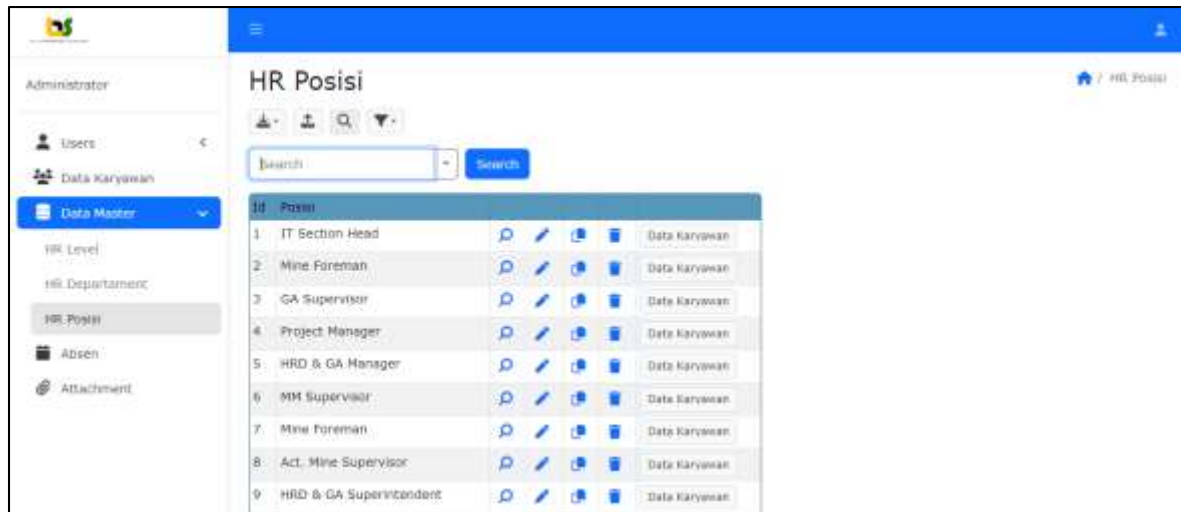 Administrator
HR Posisi
/ HR Posisi
Users
Data Karyawan
Data Master
HR Level
HR Departament
HR Posisi
Absen
Attachment
Search
Search
Id Posisi
1 IT Section Head Data Karyawan
2 Mine Foreman Data Karyawan
3 GA Supervisor Data Karyawan
4 Project Manager Data Karyawan
5 HRD & GA Manager Data Karyawan
6 MM Supervisor Data Karyawan
7 Mine Foreman Data Karyawan
8 Act. Mine Supervisor Data Karyawan
9 HRD & GA Superintendent Data Karyawan